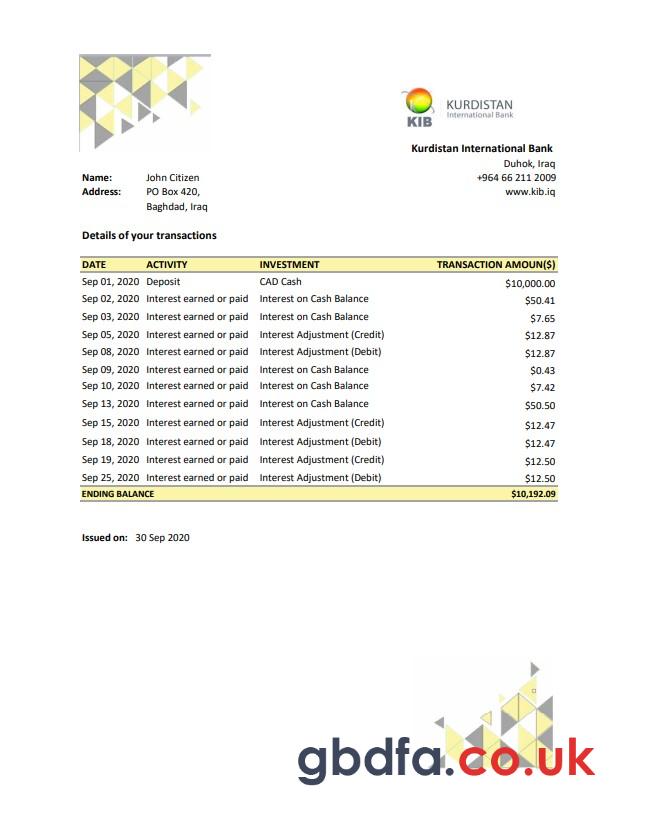 KIB
KURDISTAN
International Bank
Kurdistan International Bank
Duhok, Iraq
+964 66 211 2009
www.kib.iq
Name: John Citizen
Address: PO Box 420,
Baghdad, Iraq
Details of your transactions
DATE ACTIVITY INVESTMENT TRANSACTION AMOUN($)
Sep 01, 2020 Deposit CAD Cash $10,000.00
Sep 02, 2020 Interest earned or paid Interest on Cash Balance $50.41
Sep 03, 2020 Interest earned or paid Interest on Cash Balance $7.65
Sep 05, 2020 Interest earned or paid Interest Adjustment (Credit) $12.87
Sep 08, 2020 Interest earned or paid Interest Adjustment (Debit) $12.87
Sep 09, 2020 Interest earned or paid Interest on Cash Balance $0.43
Sep 10, 2020 Interest earned or paid Interest on Cash Balance $7.42
Sep 13, 2020 Interest earned or paid Interest on Cash Balance $50.50
Sep 15, 2020 Interest earned or paid Interest Adjustment (Credit) $12.47
Sep 18, 2020 Interest earned or paid Interest Adjustment (Debit) $12.47
Sep 19, 2020 Interest earned or paid Interest Adjustment (Credit) $12.50
Sep 25, 2020 Interest earned or paid Interest Adjustment (Debit) $12.50
ENDING BALANCE $10,192.09
Issued on: 30 Sep 2020
gbdfa.co.uk